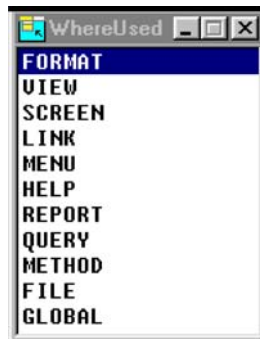 WhereUsed
FORMAT
VIEW
SCREEN
LINK
MENU
HELP
REPORT
QUERY
METHOD
FILE
GLOBAL